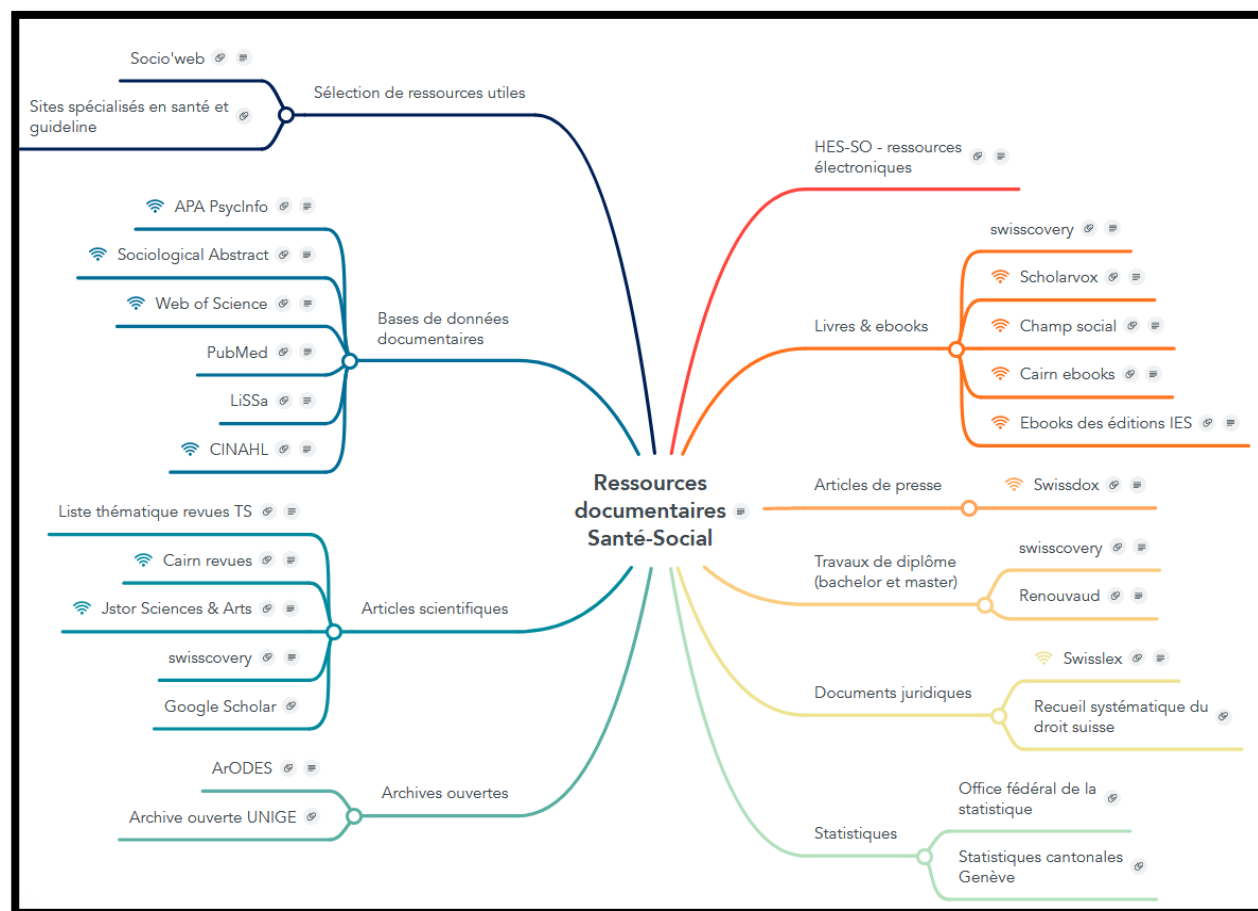 Socio'web
Sites spécialisés en santé et
guideline
Sélection de ressources utiles
APA PsycInfo
Sociological Abstract
Web of Science
PubMed
LiSSa
CINAHL
Bases de données
documentaires
Liste thématique revues TS
Cairn revues
Jstor Sciences & Arts
swisscovery
Google Scholar
Articles scientifiques
ArODES
Archive ouverte UNIGE
Archives ouvertes
Ressources
documentaires
Santé-Social
HES-SO - ressources
électroniques
Livres & ebooks
swisscovery
Scholarvox
Champ social
Cairn ebooks
Ebooks des éditions IES
Articles de presse
Swissdox
Travaux de diplôme
(bachelor et master)
swisscovery
Renouvaud
Documents juridiques
Swisslex
Recueil systématique du
droit suisse
Statistiques
Office fédéral de la
statistique
Statistiques cantonales
Genève